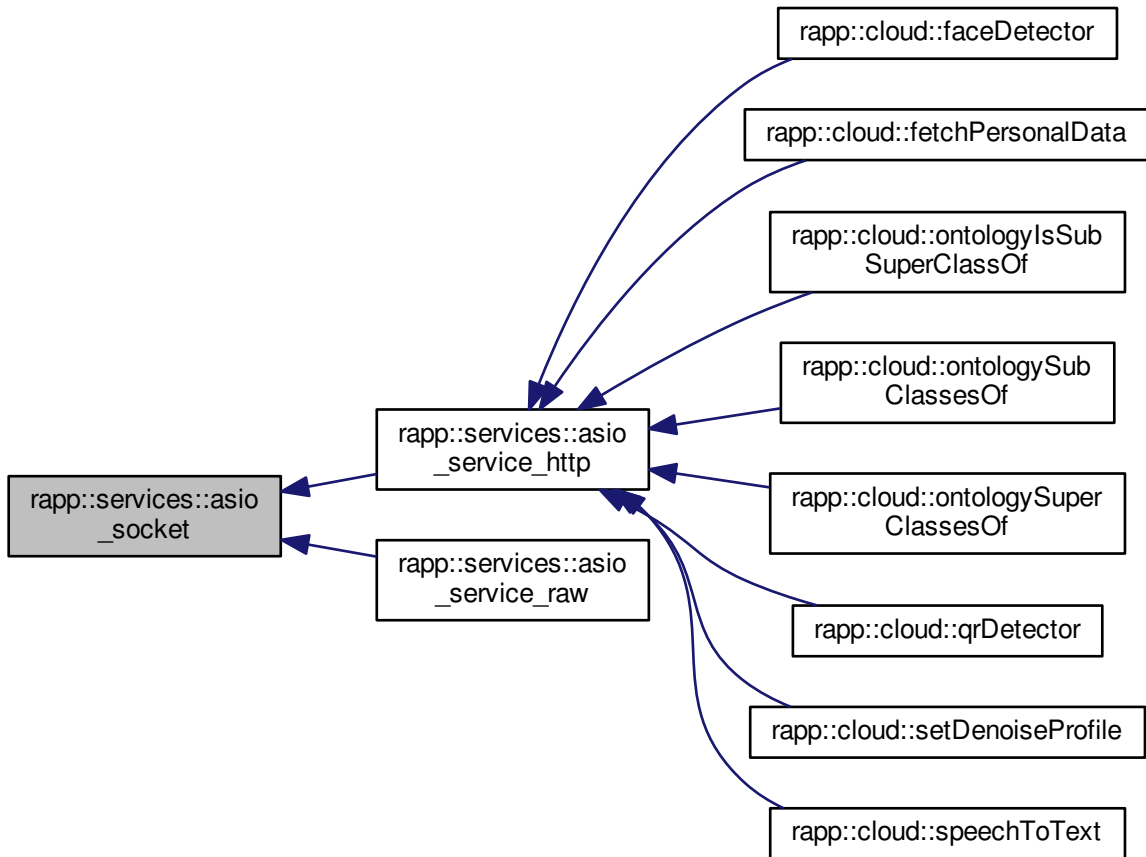 rapp::cloud::faceDetector
rapp::cloud::fetchPersonalData
rapp::cloud::ontologyIsSub
SuperClassOf
rapp::cloud::ontologySub
ClassesOf
rapp::services::asio
_service_http
rapp::cloud::ontologySuper
ClassesOf
rapp::services::asio
_socket
rapp::services::asio
_service_raw
rapp::cloud::qrDetector
rapp::cloud::setDenoiseProfile
rapp::cloud::speechToText